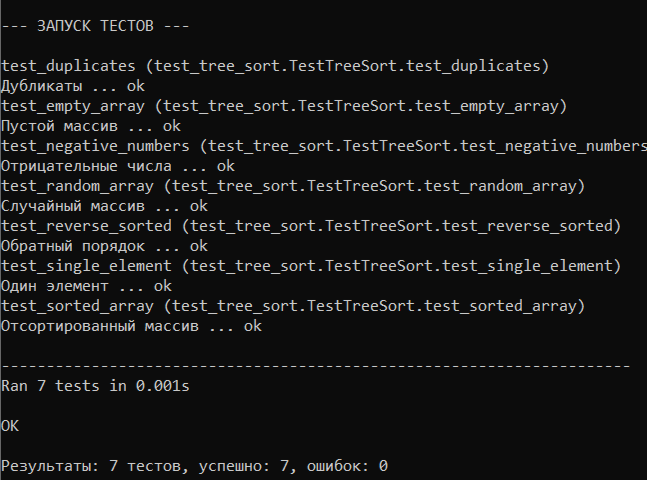 --- ЗАПУСК ТЕСТОВ ---
test_duplicates (test_tree_sort.TestTreeSort.test_duplicates)
Дубликаты ... ok
test_empty_array (test_tree_sort.TestTreeSort.test_empty_array)
Пустой массив ... ok
test_negative_numbers (test_tree_sort.TestTreeSort.test_negative_numbers
Отрицательные числа ... ok
test_random_array (test_tree_sort.TestTreeSort.test_random_array)
Случайный массив ... ok
test_reverse_sorted (test_tree_sort.TestTreeSort.test_reverse_sorted)
Обратный порядок ... ok
test_single_element (test_tree_sort.TestTreeSort.test_single_element)
Один элемент ... ok
test_sorted_array (test_tree_sort.TestTreeSort.test_sorted_array)
Отсортированный массив ... ok
----------------------------------------------------------------------
Ran 7 tests in 0.001s
OK
Результаты: 7 тестов, успешно: 7, ошибок: 0